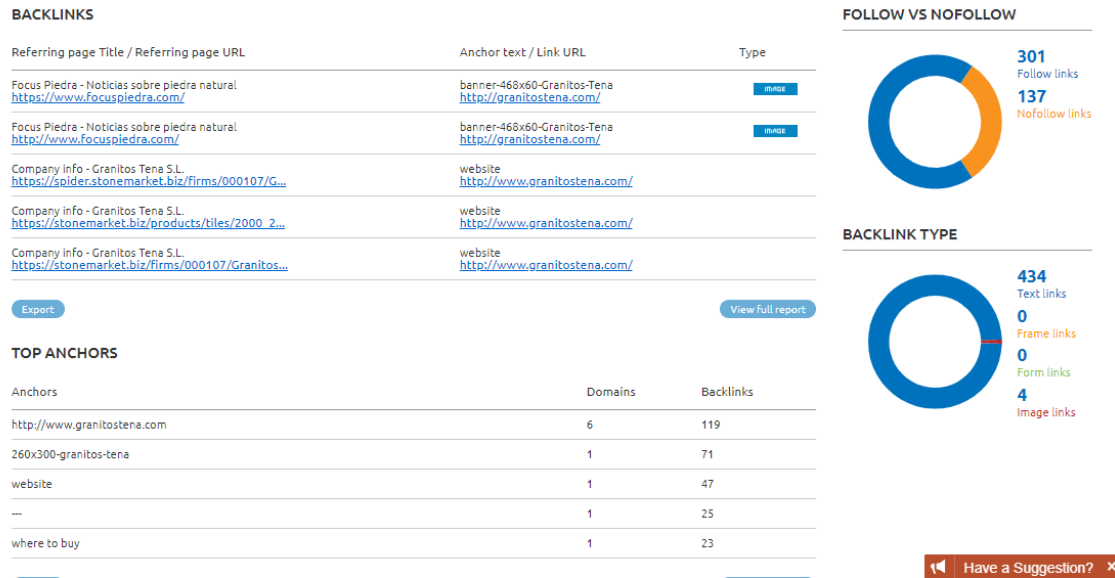 BACKLINKS
Referring page Title / Referring page URL Anchor text / Link URL Type
Focus Piedra - Noticias sobre piedra natural banner-468x60-Granitos-Tena IMAGE
https://www.focuspiedra.com/ http://granitostena.com/
Focus Piedra - Noticias sobre piedra natural banner-468x60-Granitos-Tena IMAGE
http://www.focuspiedra.com/ http://granitostena.com/
Company info - Granitos Tena S.L. website
https://spider.stonemarket.biz/firms/000107/G... http://www.granitostena.com/
Company info - Granitos Tena S.L. website
https://stonemarket.biz/products/tiles/2000_2... http://www.granitostena.com/
Company info - Granitos Tena S.L. website
https://stonemarket.biz/firms/000107/Granitos... http://www.granitostena.com/
Export View full report
TOP ANCHORS
Anchors Domains Backlinks
http://www.granitostena.com 6 119
260x300-granitos-tena 1 71
website 1 47
--- 1 25
where to buy 1 23
FOLLOW VS NOFOLLOW
301
Follow links
137
Nofollow links
BACKLINK TYPE
434
Text links
0
Frame links
0
Form links
4
Image links
Have a Suggestion? ×